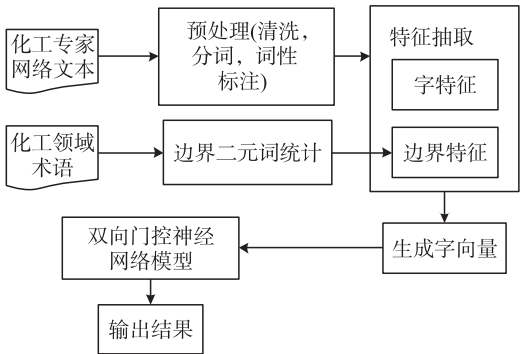 化工专家
网络文本
预处理(清洗,
分词,词性
标注)
特征抽取
字特征
边界特征
化工领域
术语
边界二元词统计
生成字向量
双向门控神经
网络模型
输出结果